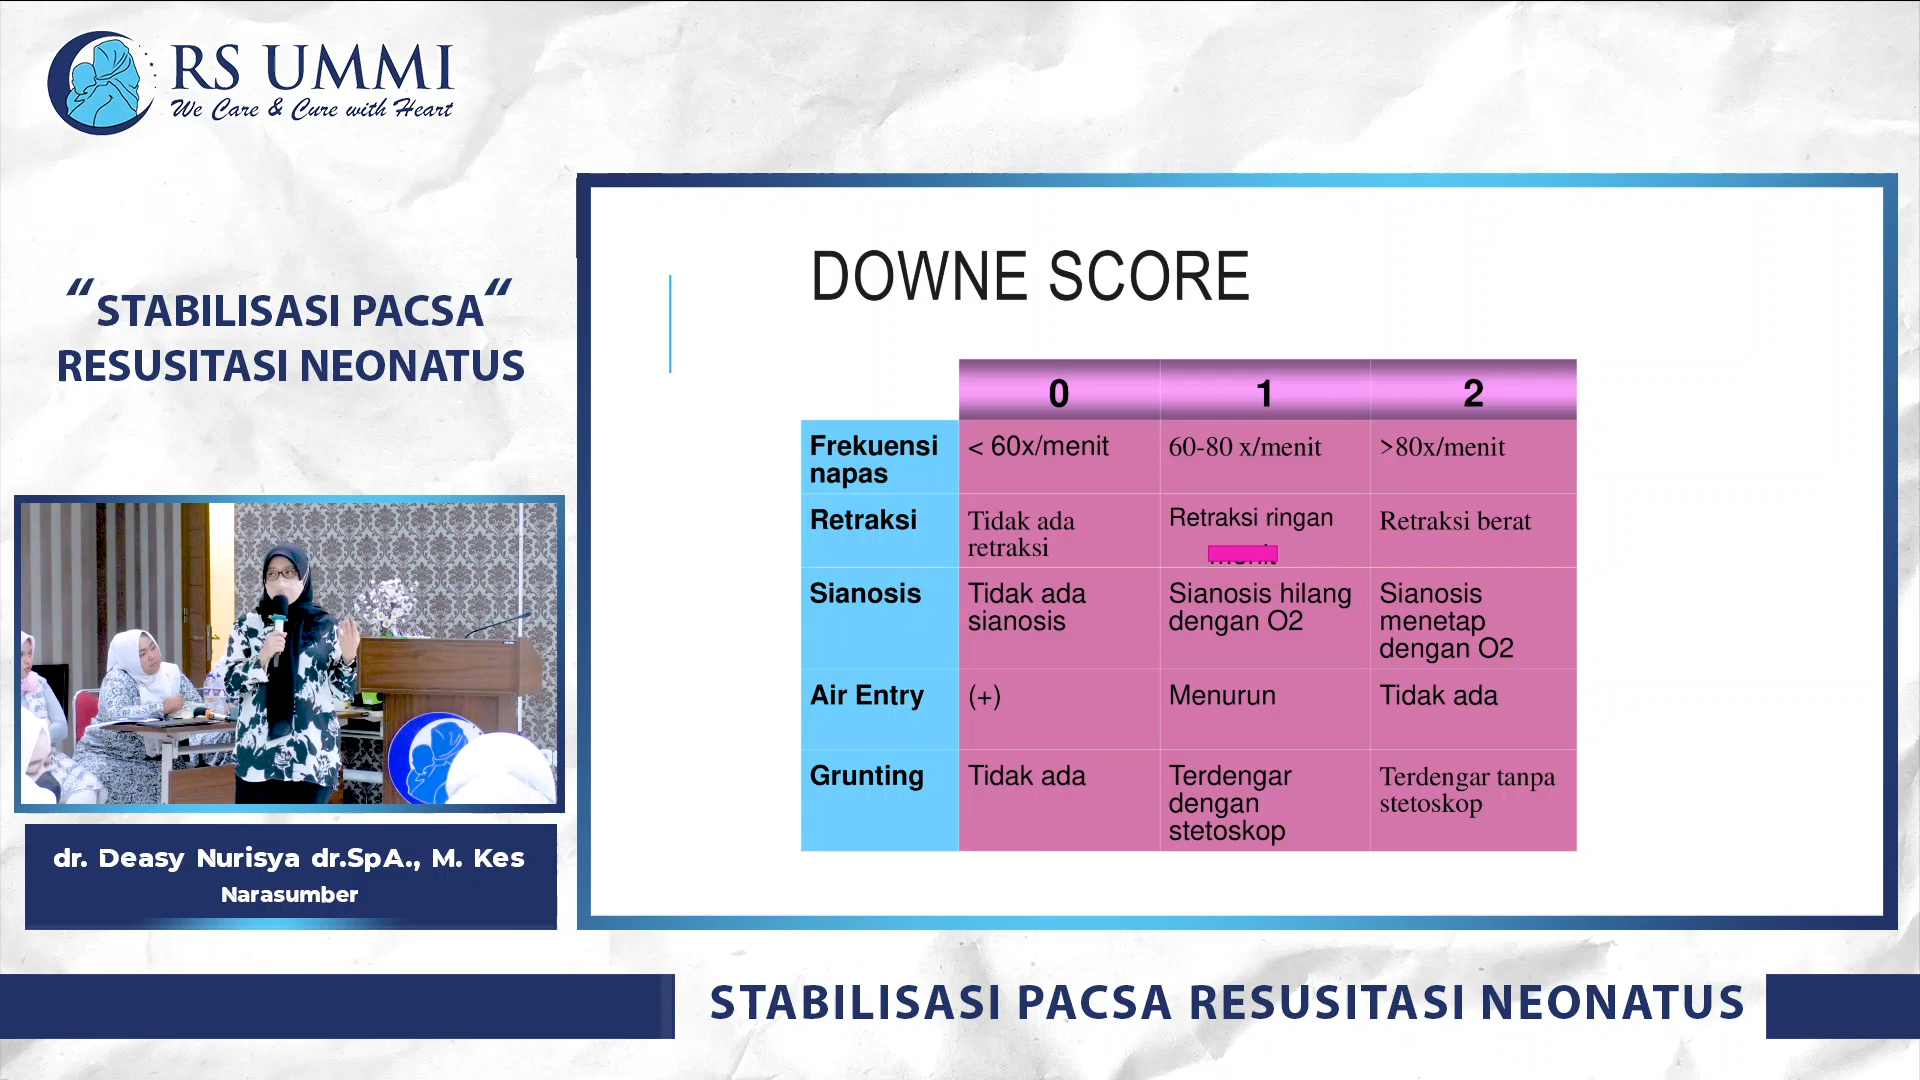 RS UMMI
We Care & Cure with Heart
“STABILISASI PACSA“
RESUSITASI NEONATUS
dr. Deasy Nurisya dr.SpA., M. Kes
Narasumber
DOWNE SCORE
0 1 2
Frekuensi napas < 60x/menit 60-80 x/menit >80x/menit
Retraksi Tidak ada retraksi Retraksi ringan Retraksi berat
Sianosis Tidak ada sianosis Sianosis hilang dengan O2 Sianosis menetap dengan O2
Air Entry (+) Menurun Tidak ada
Grunting Tidak ada Terdengar dengan stetoskop Terdengar tanpa stetoskop
STABILISASI PACSA RESUSITASI NEONATUS